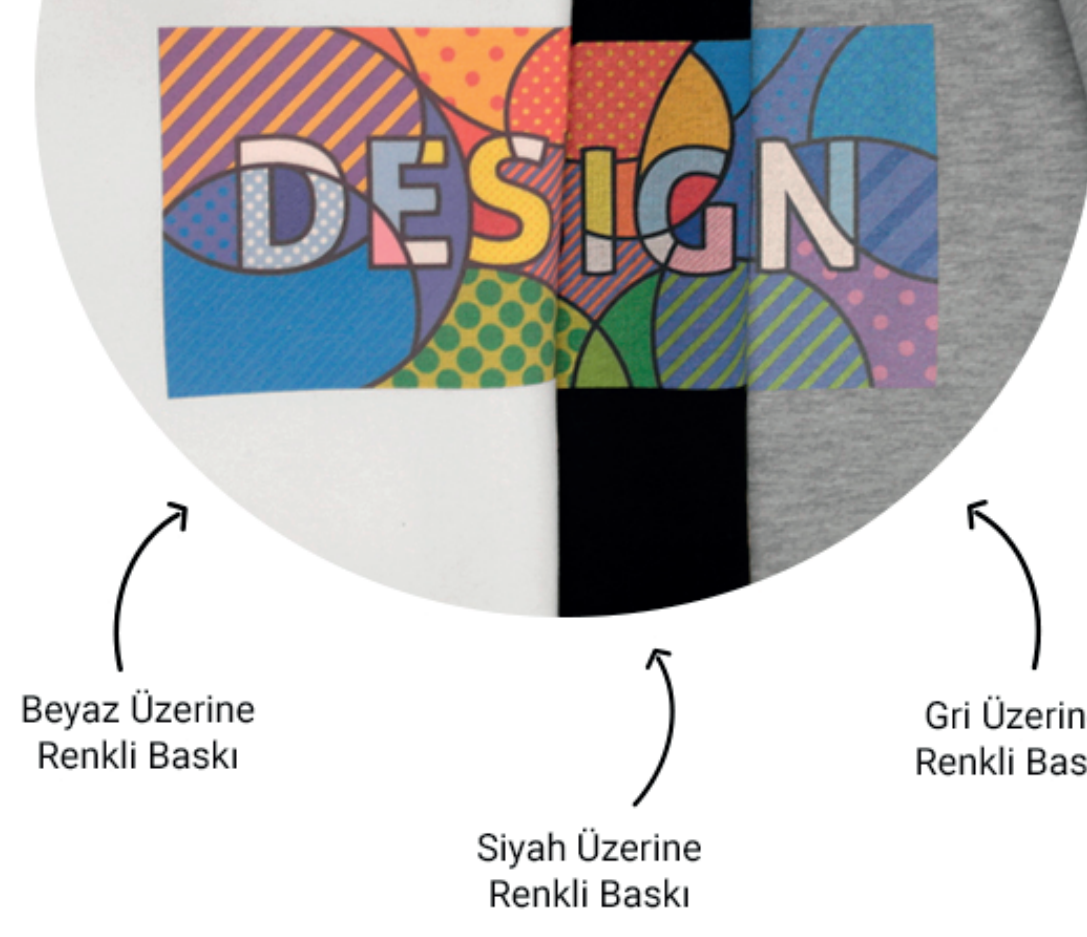 DESIGN
Beyaz Üzerine
Renkli Baskı
Siyah Üzerine
Renkli Baskı
Gri Üzerin
Renkli Bas